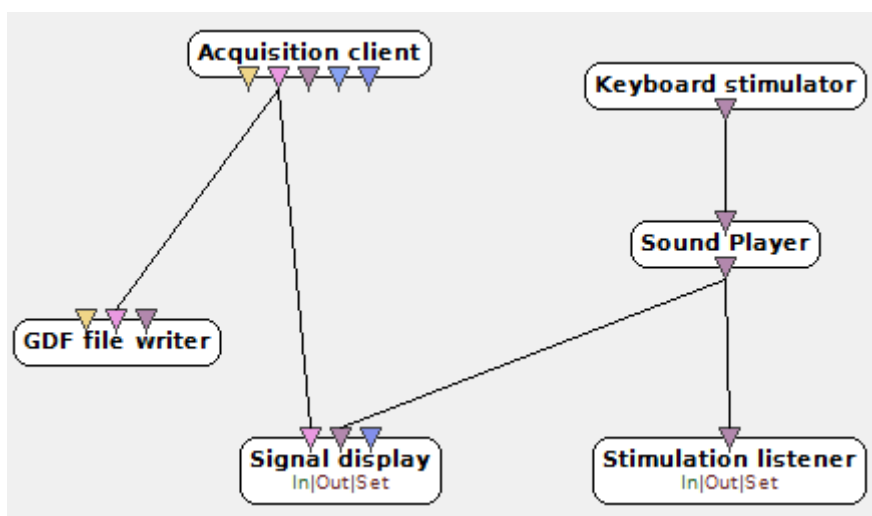 Acquisition client
Keyboard stimulator
Sound Player
GDF file writer
Signal display
In|Out|Set
Stimulation listener
In|Out|Set